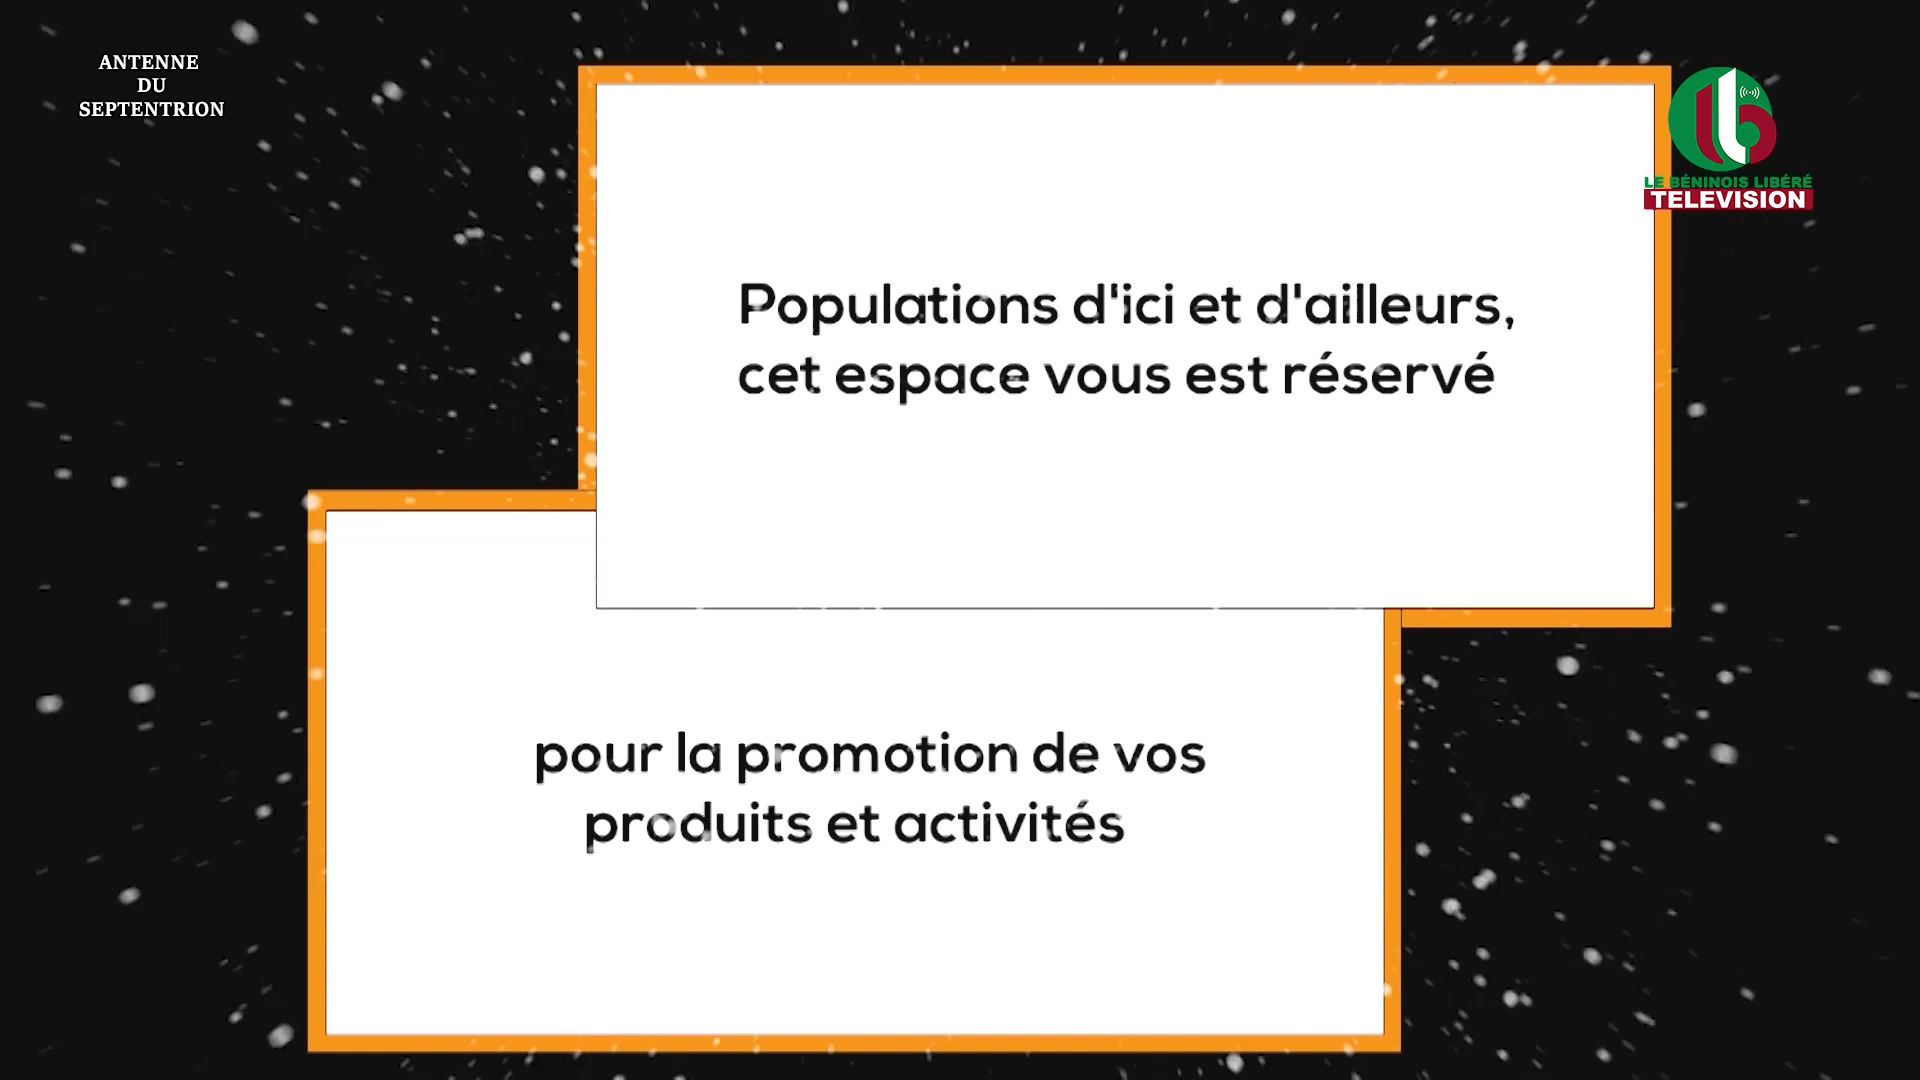 ANTENNE
DU
SEPTENTRION
LE BÉNINOIS LIBÉRÉ
TELEVISION
Populations d'ici et d'ailleurs,
cet espace vous est réservé
pour la promotion de vos
produits et activités